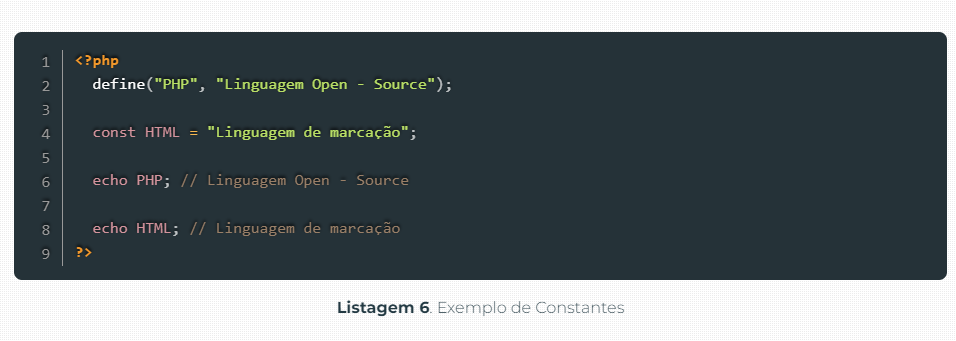 1 <?php
2 define("PHP", "Linguagem Open - Source");
3
4 const HTML = "Linguagem de marcação";
5
6 echo PHP; // Linguagem Open - Source
7
8 echo HTML; // Linguagem de marcação
9 ?>
Listagem 6. Exemplo de Constantes